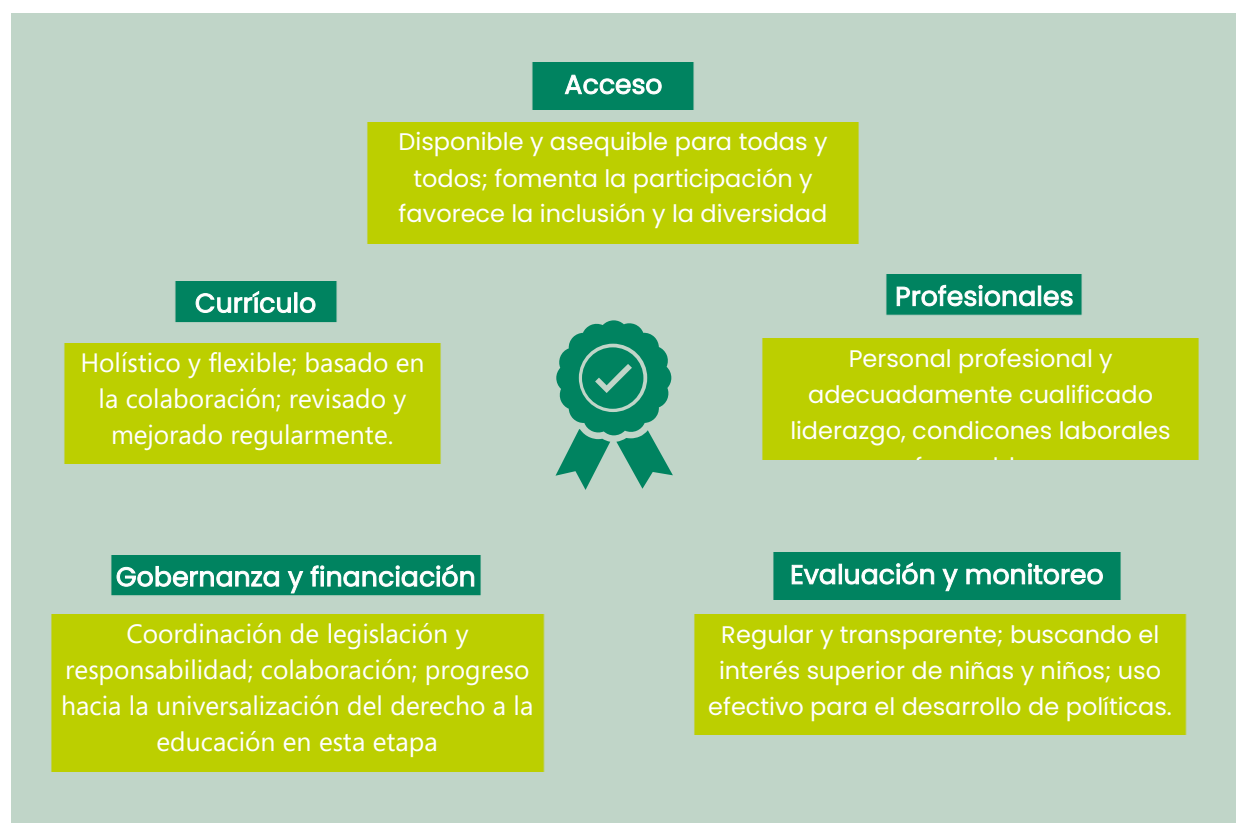 Acceso
Disponible y asequible para todas y
todos; fomenta la participación y
favorece la inclusión y la diversidad
Currículo
Holístico y flexible; basado en
la colaboración; revisado y
mejorado regularmente.
Profesionales
Personal profesional y
adecuadamente cualificado
liderazgo, condicones laborales
Gobernanza y financiación
Coordinación de legislación y
responsabilidad; colaboración; progreso
hacia la universalización del derecho a la
educación en esta etapa
Evaluación y monitoreo
Regular y transparente; buscando el
interés superior de niñas y niños; uso
efectivo para el desarrollo de políticas.